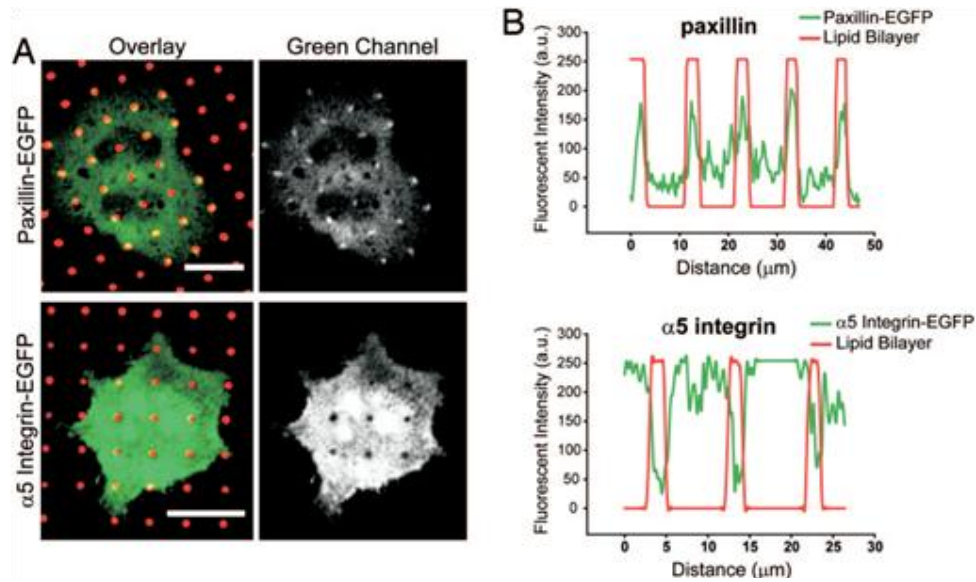 A
Overlay
Green Channel
Paxillin-EGFP
α5 Integrin-EGFP
B
paxillin
Paxillin-EGFP
Lipid Bilayer
Fluorescent Intensity (a.u.)
300
250
200
150
100
50
0
0 10 20 30 40 50
Distance (μm)
α5 integrin
α5 Integrin-EGFP
Lipid Bilayer
Fluorescent Intensity (a.u.)
300
250
200
150
100
50
0
0 5 10 15 20 25 30
Distance (μm)